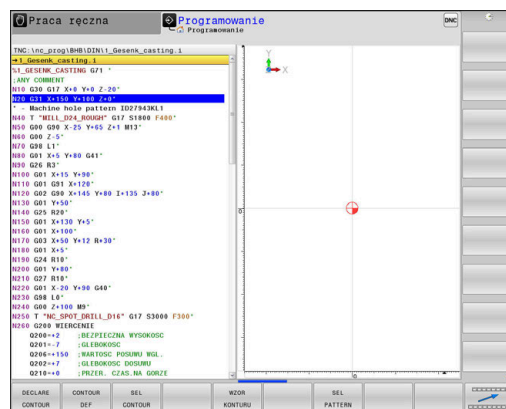 Praca ręczna
Programowanie
Programowanie
DNC
TNC:\nc_prog\BHB\DIN\1_Gesenk_casting.i
→1_Gesenk_casting.i
%1_GESENK_CASTING G71 *
;ANY COMMENT
N10 G30 G17 X+0 Y+0 Z-20*
N20 G31 X+150 Y+100 Z+0*
* - Machine hole pattern ID27943KL1
N40 T "MILL_D24_ROUGH" G17 S1800 F400*
N50 G00 G90 X-25 Y+65 Z+1 M13*
N60 G00 Z-5*
N70 G98 L1*
N80 G01 X+5 Y+80 G41*
N90 G26 R3*
N100 G01 X+15 Y+90*
N110 G01 G91 X+120*
N120 G02 G90 X+145 Y+80 I+135 J+80*
N130 G01 Y+50*
N140 G25 R20*
N150 G01 X+130 Y+5*
N160 G01 X+100*
N170 G03 X+50 Y+12 R+30*
N180 G01 X+5*
N190 G24 R10*
N200 G01 Y+80*
N210 G27 R10*
N220 G01 X-20 Y+90 G40*
N230 G98 L0*
N240 G00 Z+100 M9*
N250 T "NC_SPOT_DRILL_D16" G17 S3000 F300*
N260 G200 WIERCENIE
Q200=+2 ;BEZPIECZNA WYSOKOSC
Q201=-7 ;GLEBOKOSC
Q206=+150 ;WARTOSC POSUWU WGL.
Q202=+7 ;GLEBOKOSC DOSUWU
Q210=+0 ;PRZER. CZAS.NA GORZE
Y
X
0
0
DECLARE CONTOUR
CONTOUR DEF
SEL CONTOUR
WZOR KONTURU
SEL PATTERN